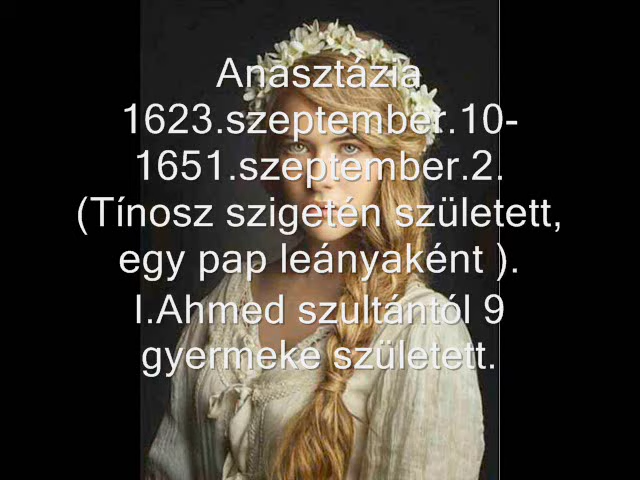 Anasztázia
1623.szeptember.10-
1651.szeptember.2.
(Tínosz szigetén született,
egy pap leányaként ).
I.Ahmed szultántól 9
gyermeke született.